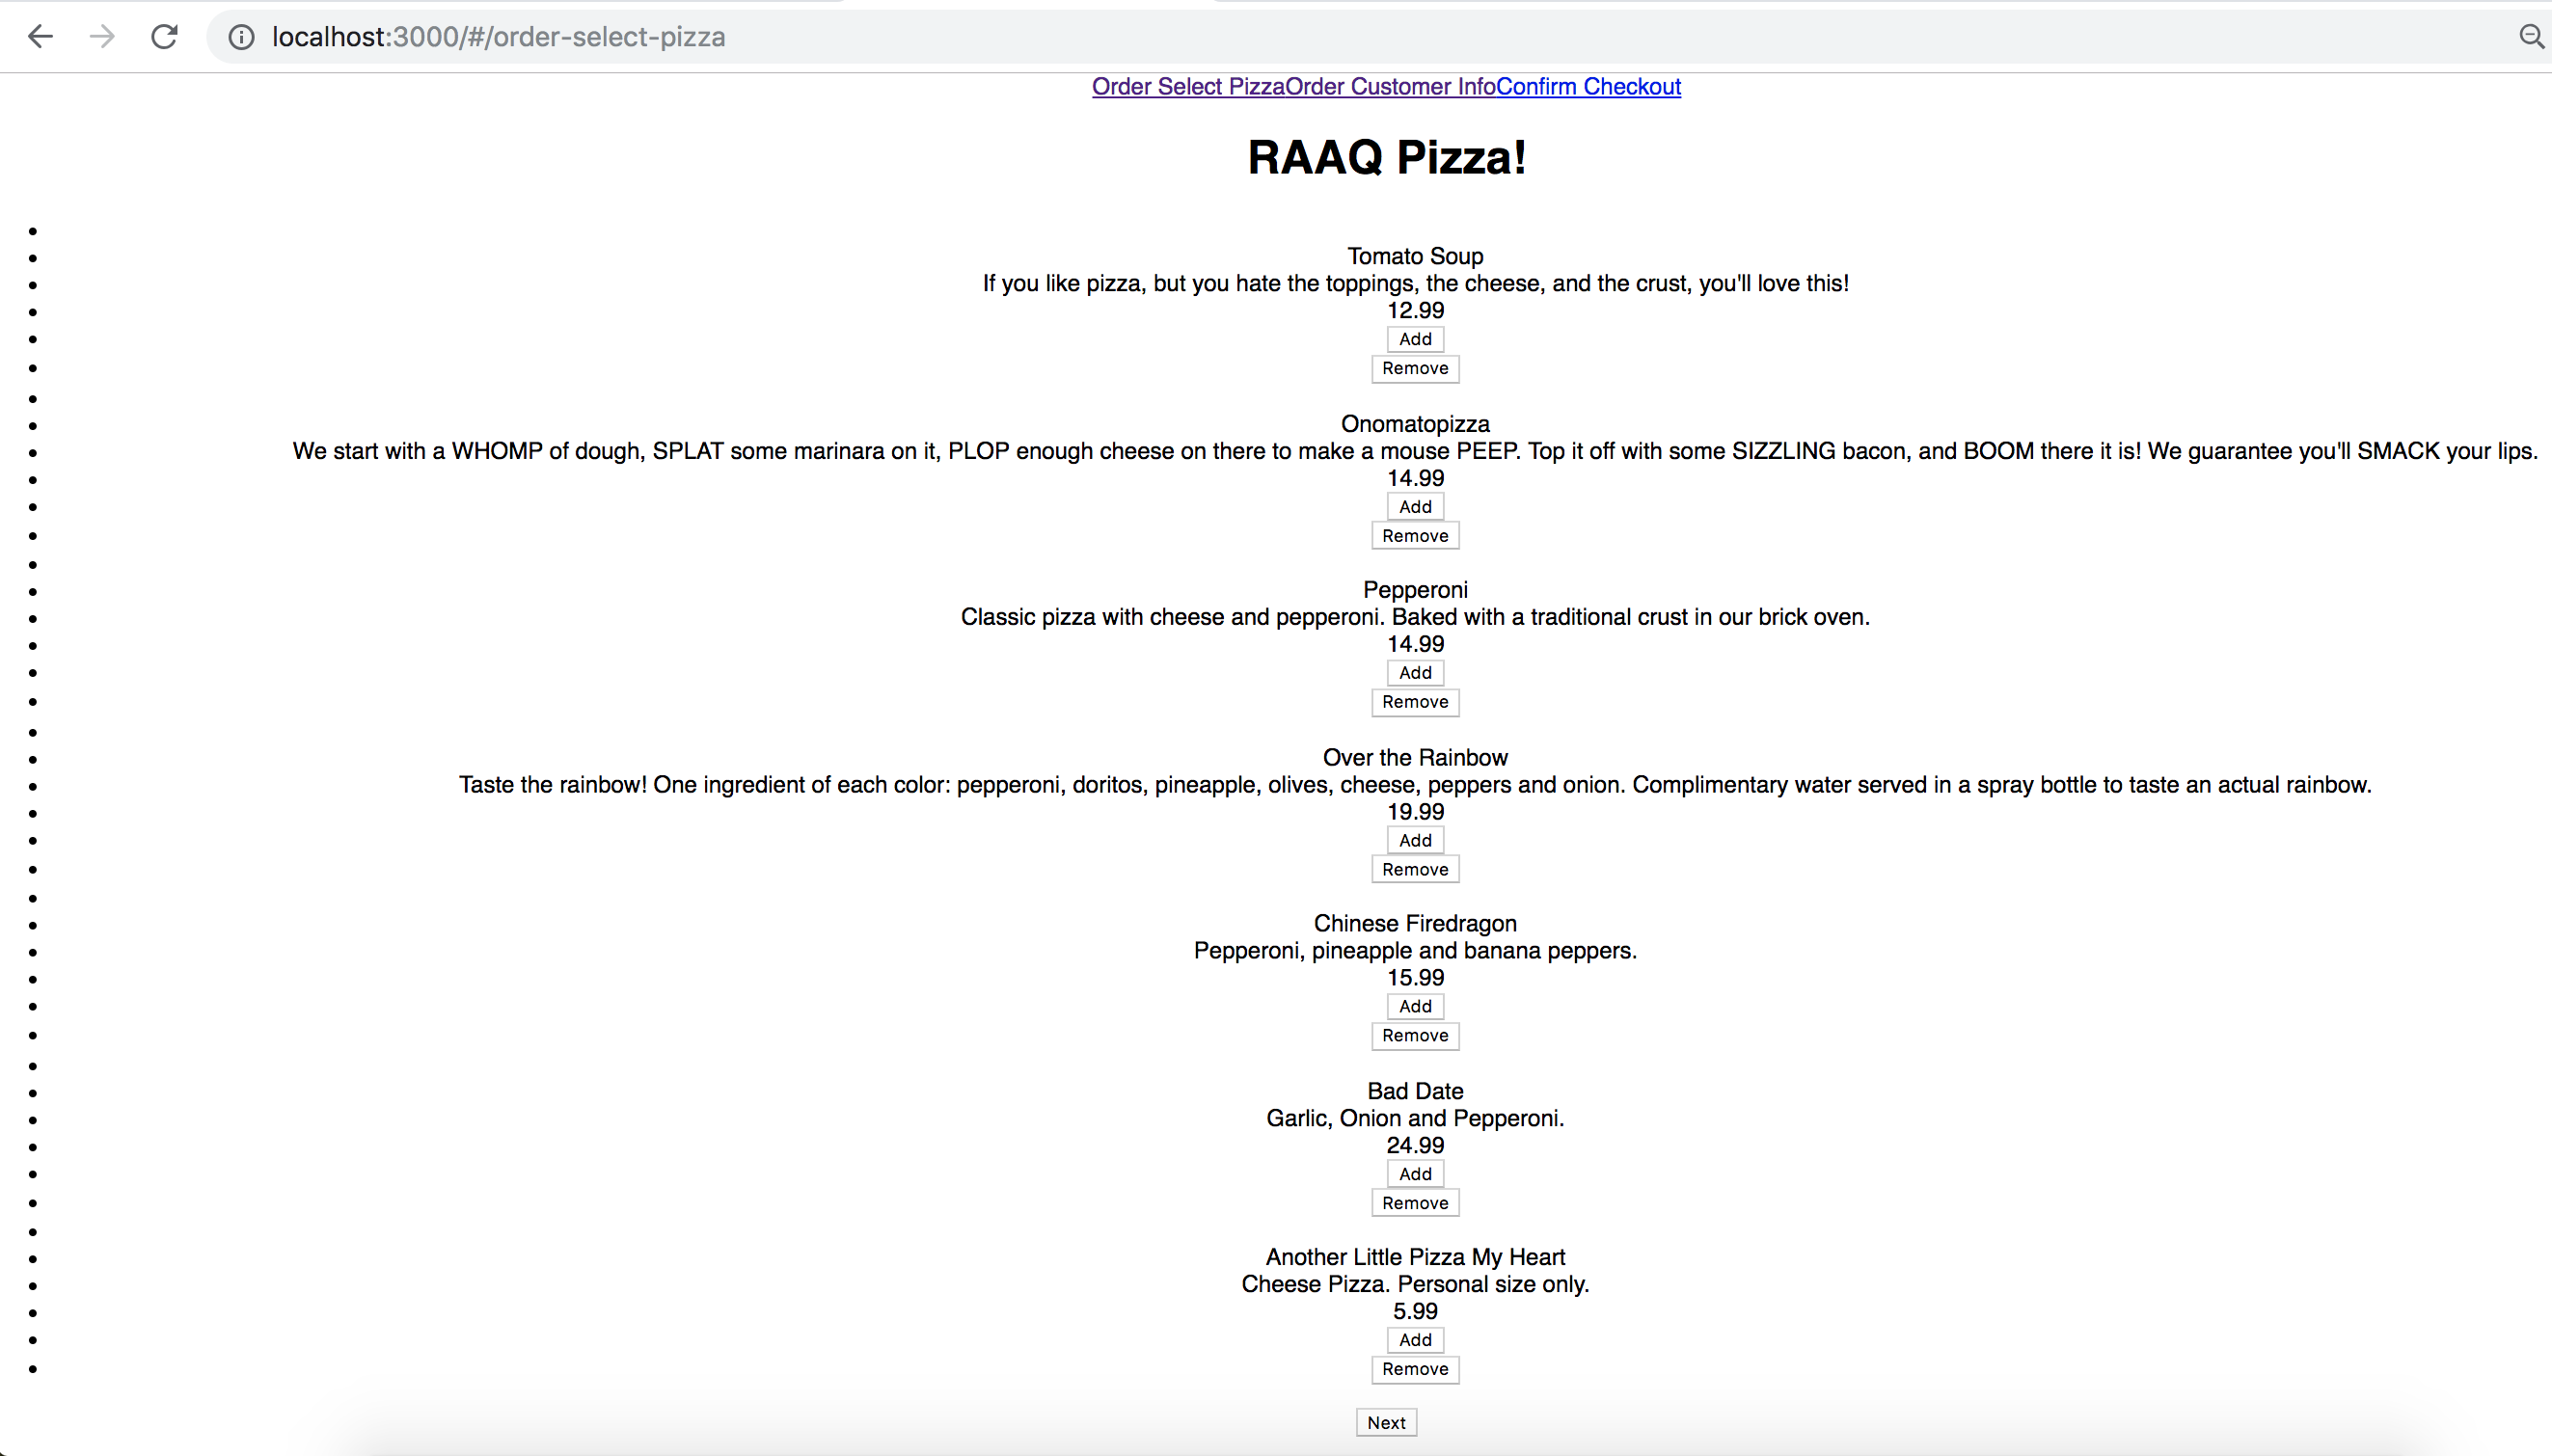 localhost:3000/#/order-select-pizza
Order Select PizzaOrder Customer InfoConfirm Checkout
RAAQ Pizza!
Tomato Soup
If you like pizza, but you hate the toppings, the cheese, and the crust, you'll love this!
12.99
Add
Remove
Onomatopizza
We start with a WHOMP of dough, SPLAT some marinara on it, PLOP enough cheese on there to make a mouse PEEP. Top it off with some SIZZLING bacon, and BOOM there it is! We guarantee you'll SMACK your lips.
14.99
Add
Remove
Pepperoni
Classic pizza with cheese and pepperoni. Baked with a traditional crust in our brick oven.
14.99
Add
Remove
Over the Rainbow
Taste the rainbow! One ingredient of each color: pepperoni, doritos, pineapple, olives, cheese, peppers and onion. Complimentary water served in a spray bottle to taste an actual rainbow.
19.99
Add
Remove
Chinese Firedragon
Pepperoni, pineapple and banana peppers.
15.99
Add
Remove
Bad Date
Garlic, Onion and Pepperoni.
24.99
Add
Remove
Another Little Pizza My Heart
Cheese Pizza. Personal size only.
5.99
Add
Remove
Next